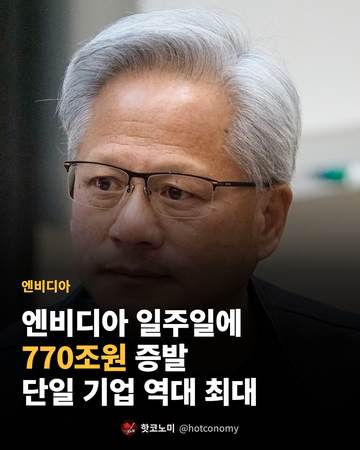 엔비디아
엔비디아 일주일에
770조원 증발
단일 기업 역대 최대
핫코노미 @hotconomy